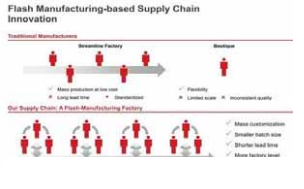 Flash Manufacturing-based Supply Chain
Innovation
Traditional Manufacturers
Streamline Factory
Boutique
✓ Mass production at low cost
✓ Flexibility
× Long lead time × Standardized
× Limited scale × Inconsistent quality
Our Supply Chain: A Flash-Manufacturing Factory
✓ Mass customization
✓ Smaller batch size
✓ Shorter lead time
More factory level